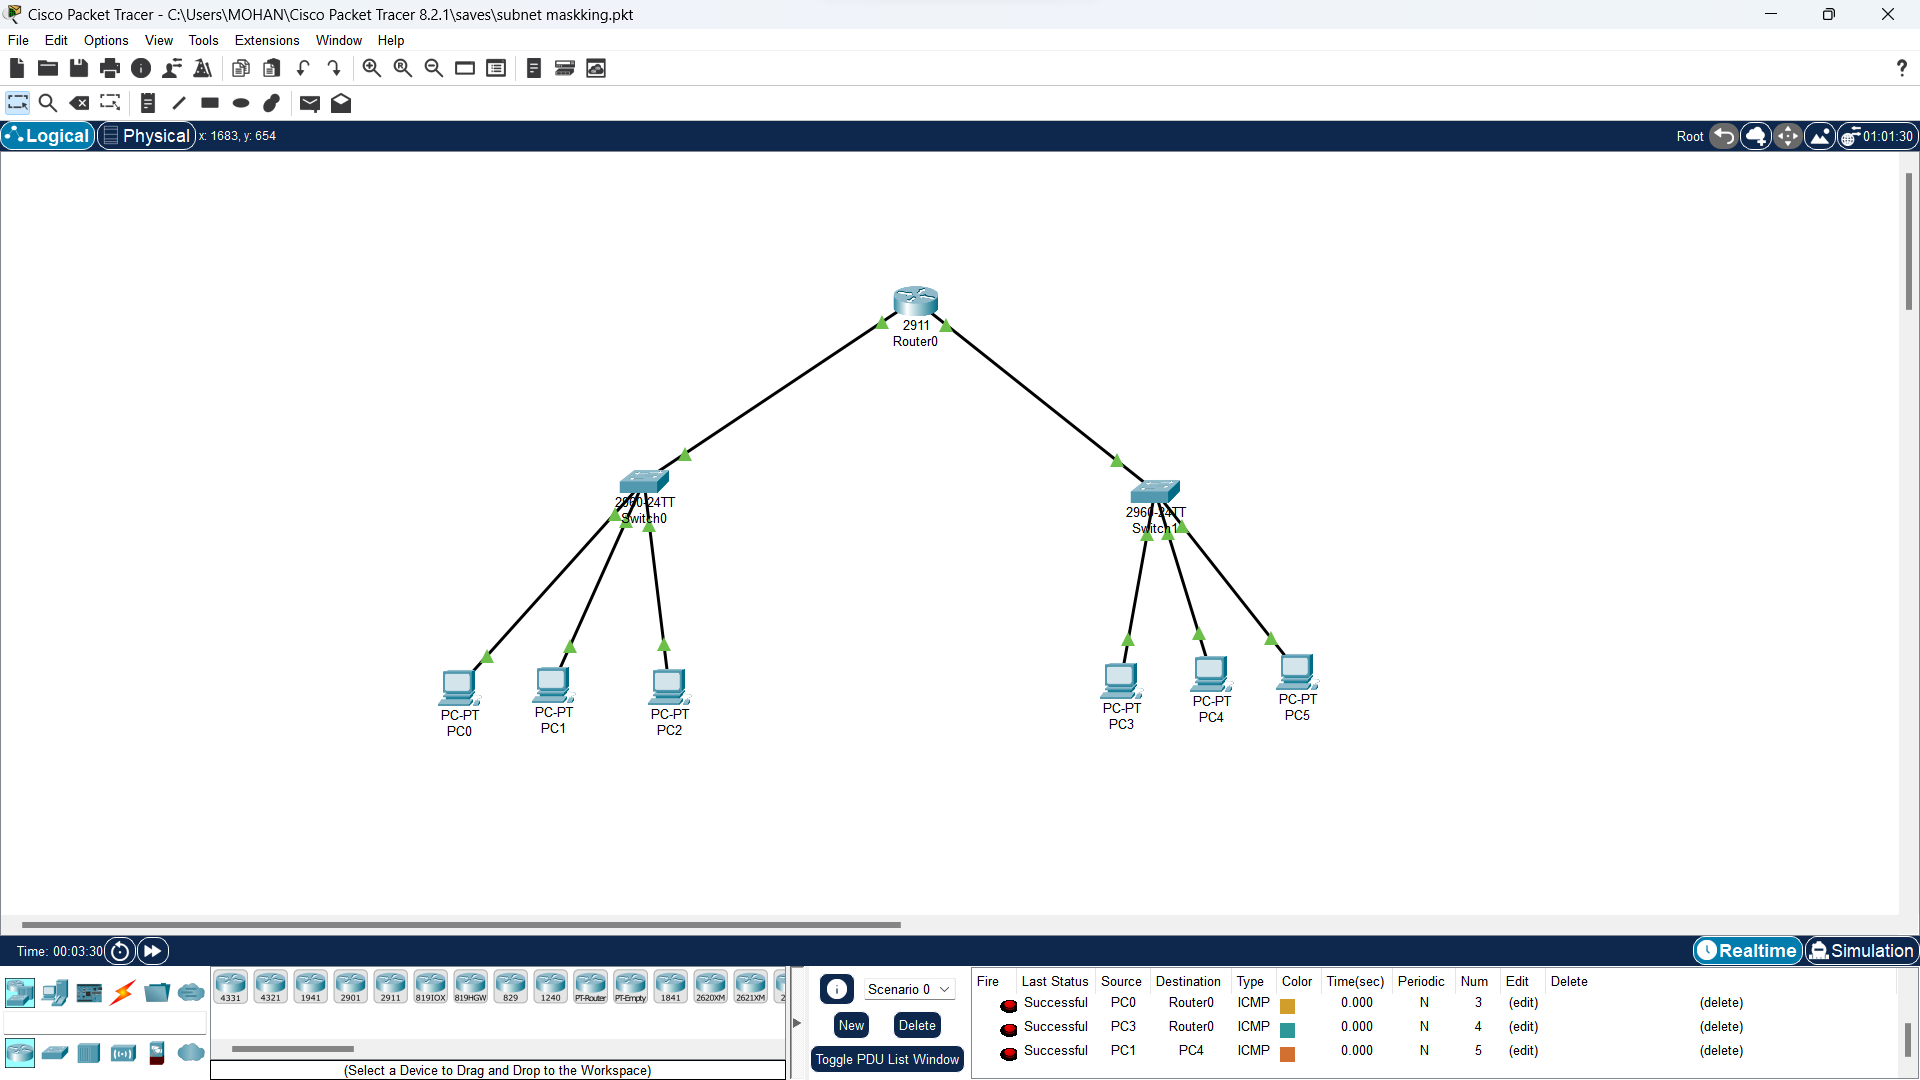 Cisco Packet Tracer - C:\Users\MOHAN\Cisco Packet Tracer 8.2.1\saves\subnet maskking.pkt
File Edit Options View Tools Extensions Window Help
?
Logical Physical x: 1683, y: 654 Root 01:01:30
2911
Router0
2960-24TT
Switch0
2960-24TT
Switch1
PC-PT
PC0
PC-PT
PC1
PC-PT
PC2
PC-PT
PC3
PC-PT
PC4
PC-PT
PC5
Time: 00:03:30 Realtime Simulation
4331 4321 1941 2901 2911 819IOX 819HGW 829 1240 PT-Router PT-Empty 1841 2620XM 2621XM 2
(Select a Device to Drag and Drop to the Workspace)
Scenario 0
New Delete
Toggle PDU List Window
Fire Last Status Source Destination Type Color Time(sec) Periodic Num Edit Delete
Successful PC0 Router0 ICMP 0.000 N 3 (edit) (delete)
Successful PC3 Router0 ICMP 0.000 N 4 (edit) (delete)
Successful PC1 PC4 ICMP 0.000 N 5 (edit) (delete)